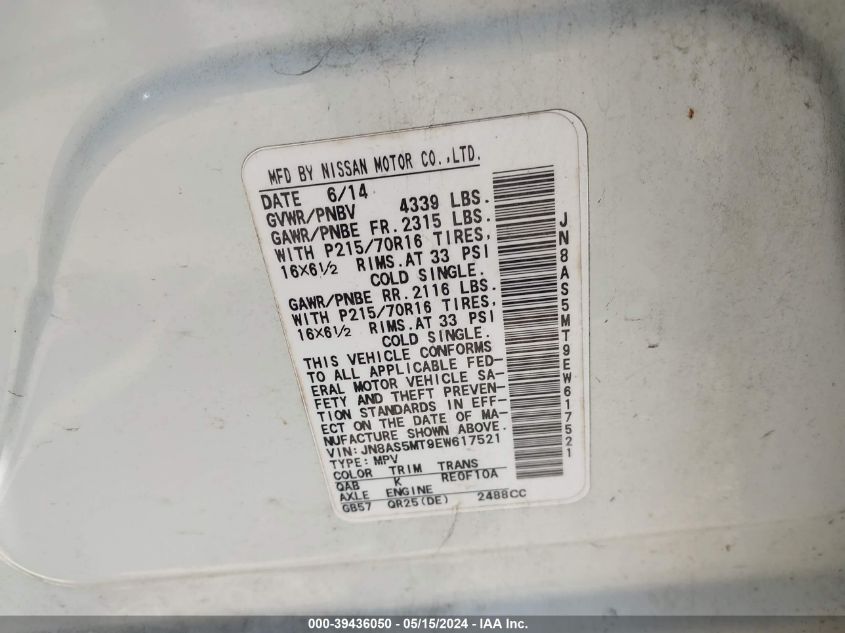 MFD BY NISSAN MOTOR CO.,LTD.
DATE 6/14
GVWR/PNBV 4339 LBS.
GAWR/PNBE FR.2315 LBS.
WITH P215/70R16 TIRES,
16X6½ RIMS.AT 33 PSI
COLD SINGLE.
GAWR/PNBE RR.2116 LBS.
WITH P215/70R16 TIRES,
16X6½ RIMS.AT 33 PSI
COLD SINGLE.
THIS VEHICLE CONFORMS
TO ALL APPLICABLE FED-
ERAL MOTOR VEHICLE SA-
FETY AND THEFT PREVEN-
TION STANDARDS IN EFF-
ECT ON THE DATE OF MA-
NUFACTURE SHOWN ABOVE.
VIN:JN8AS5MT9EW617521
TYPE:MPV
COLOR TRIM TRANS
QAB K RE0F10A
AXLE ENGINE
GB57 QR25(DE) 2488CC
JN8AS5MT9EW617521
000-39436050 - 05/15/2024 - IAA Inc.